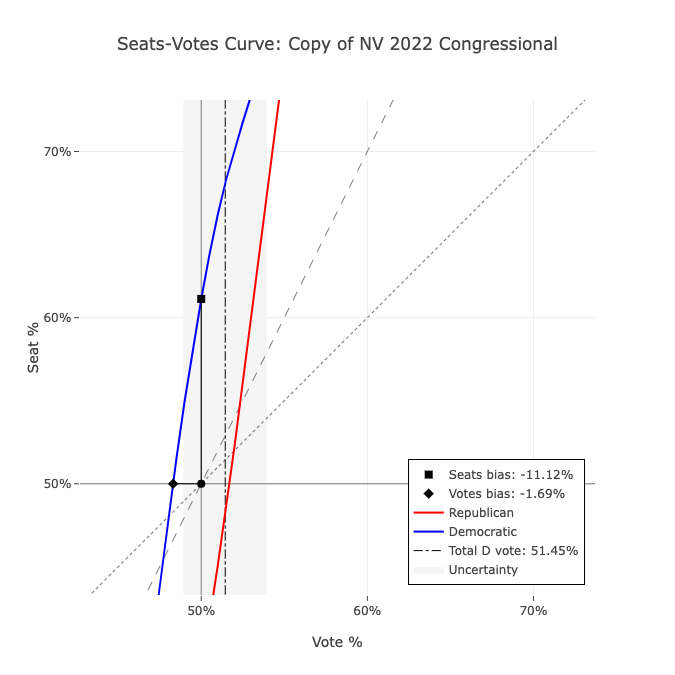 Seats-Votes Curve: Copy of NV 2022 Congressional
70%
60%
50%
Seat %
Seats bias: -11.12%
Votes bias: -1.69%
Republican
Democratic
Total D vote: 51.45%
Uncertainty
50%
60%
70%
Vote %